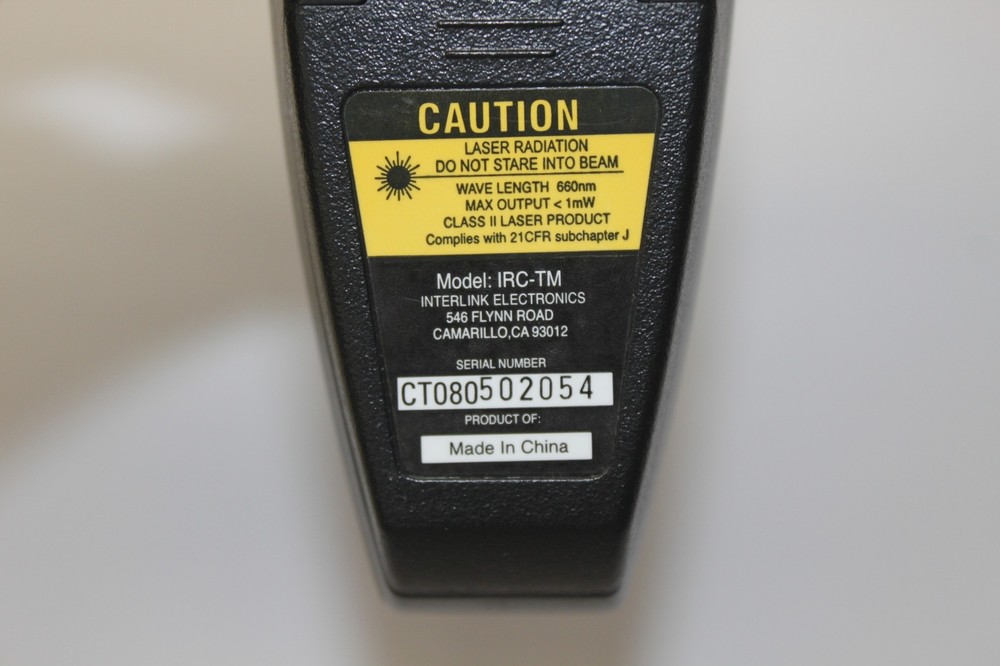 CAUTION
LASER RADIATION
DO NOT STARE INTO BEAM
WAVE LENGTH 660nm
MAX OUTPUT < 1mW
CLASS II LASER PRODUCT
Complies with 21CFR subchapter J
Model: IRC-TM
INTERLINK ELECTRONICS
546 FLYNN ROAD
CAMARILLO,CA 93012
SERIAL NUMBER
CT080502054
PRODUCT OF:
Made In China